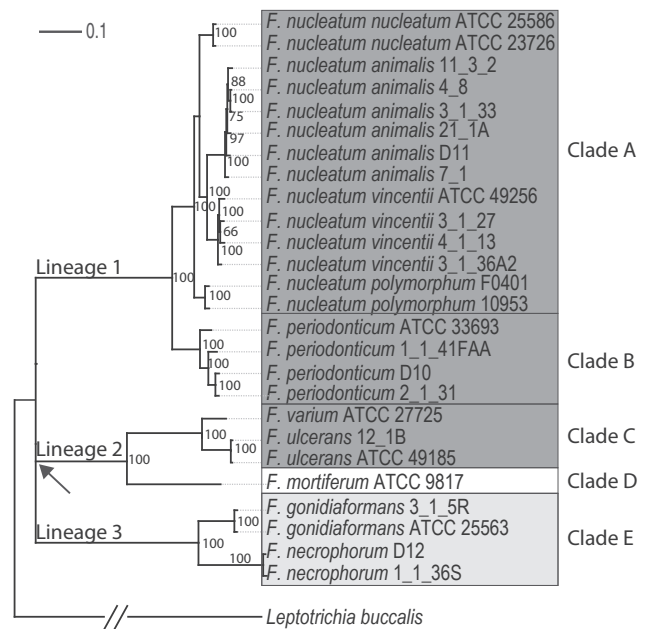 0.1
F. nucleatum nucleatum ATCC 25586
100
F. nucleatum nucleatum ATCC 23726
F. nucleatum animalis 11_3_2
88
F. nucleatum animalis 4_8
100
F. nucleatum animalis 3_1_33
75
F. nucleatum animalis 21_1A
97
F. nucleatum animalis D11
100
Clade A
F. nucleatum animalis 7_1
100
F. nucleatum vincentii ATCC 49256
100
100
F. nucleatum vincentii 3_1_27
66
F. nucleatum vincentii 4_1_13
100
F. nucleatum vincentii 3_1_36A2
Lineage 1
100
F. nucleatum polymorphum F0401
100
F. nucleatum polymorphum 10953
F. periodonticum ATCC 33693
100
F. periodonticum 1_1_41FAA
100
Clade B
F. periodonticum D10
100
F. periodonticum 2_1_31
F. varium ATCC 27725
100
F. ulcerans 12_1B
Clade C
Lineage 2
100
100
F. ulcerans ATCC 49185
F. mortiferum ATCC 9817
Clade D
F. gonidiaformans 3_1_5R
100
F. gonidiaformans ATCC 25563
Lineage 3
100
Clade E
F. necrophorum D12
100
F. necrophorum 1_1_36S
Leptotrichia buccalis